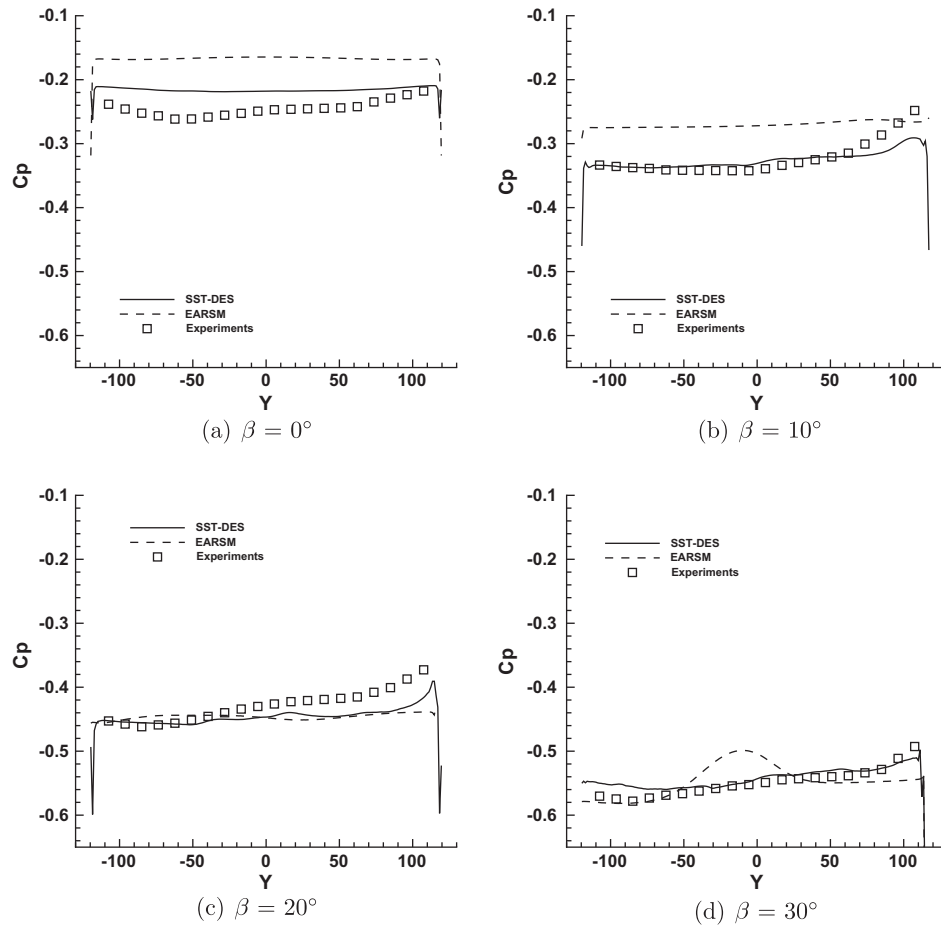 -0.1
-0.2
-0.3
-0.4
-0.5
-0.6
Cp
SST-DES
EARSM
Experiments
-100 -50 0 50 100
Y
(a) β = 0°
-0.1
-0.2
-0.3
-0.4
-0.5
-0.6
Cp
SST-DES
EARSM
Experiments
-100 -50 0 50 100
Y
(b) β = 10°
-0.1
-0.2
-0.3
-0.4
-0.5
-0.6
Cp
SST-DES
EARSM
Experiments
-100 -50 0 50 100
Y
(c) β = 20°
-0.1
-0.2
-0.3
-0.4
-0.5
-0.6
Cp
SST-DES
EARSM
Experiments
-100 -50 0 50 100
Y
(d) β = 30°